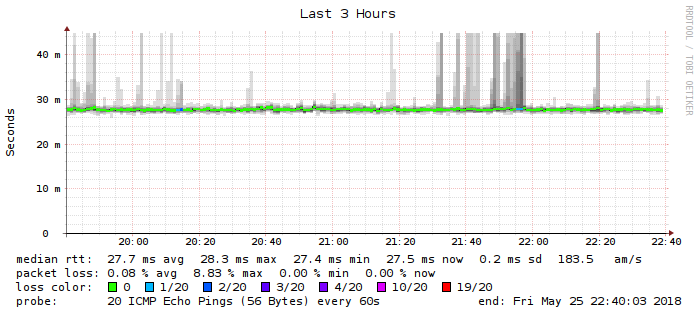 Last 3 Hours
RRDTOOL / TOBI OETIKER
Seconds
40 m
30 m
20 m
10 m
0
20:00 20:20 20:40 21:00 21:20 21:40 22:00 22:20 22:40
median rtt: 27.7 ms avg 28.3 ms max 27.4 ms min 27.5 ms now 0.2 ms sd 183.5 am/s
packet loss: 0.08 % avg 8.83 % max 0.00 % min 0.00 % now
loss color: 0 1/20 2/20 3/20 4/20 10/20 19/20
probe: 20 ICMP Echo Pings (56 Bytes) every 60s end: Fri May 25 22:40:03 2018